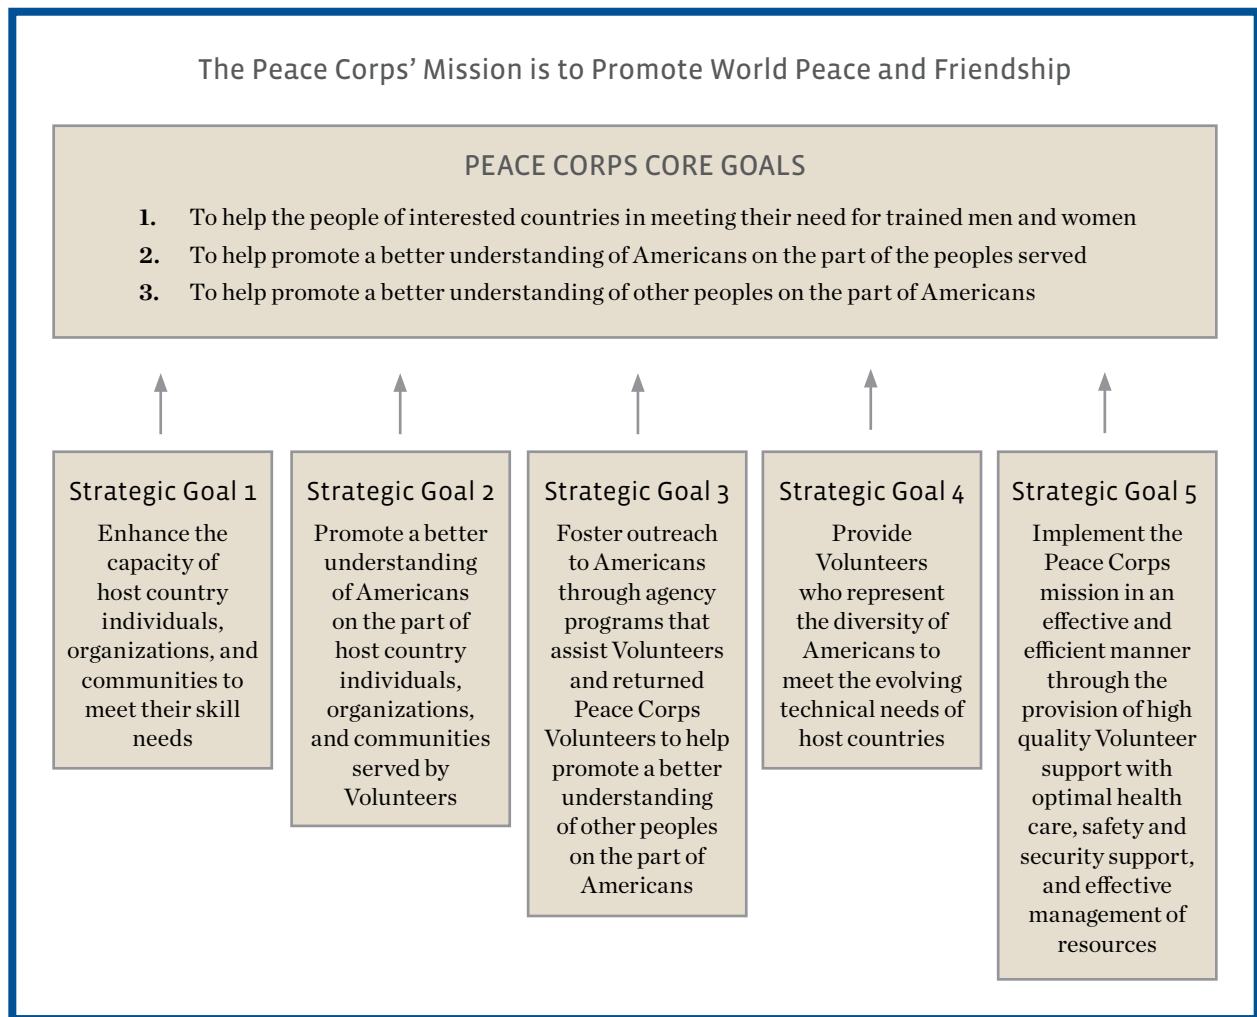 The Peace Corps’ Mission is to Promote World Peace and Friendship
PEACE CORPS CORE GOALS
1. To help the people of interested countries in meeting their need for trained men and women
2. To help promote a better understanding of Americans on the part of the peoples served
3. To help promote a better understanding of other peoples on the part of Americans
Strategic Goal 1
Enhance the
capacity of
host country
individuals,
organizations, and
communities to
meet their skill
needs
Strategic Goal 2
Promote a better
understanding
of Americans
on the part of
host country
individuals,
organizations,
and communities
served by
Volunteers
Strategic Goal 3
Foster outreach
to Americans
through agency
programs that
assist Volunteers
and returned
Peace Corps
Volunteers to help
promote a better
understanding
of other peoples
on the part of
Americans
Strategic Goal 4
Provide
Volunteers
who represent
the diversity of
Americans to
meet the evolving
technical needs of
host countries
Strategic Goal 5
Implement the
Peace Corps
mission in an
effective and
efficient manner
through the
provision of high
quality Volunteer
support with
optimal health
care, safety and
security support,
and effective
management of
resources